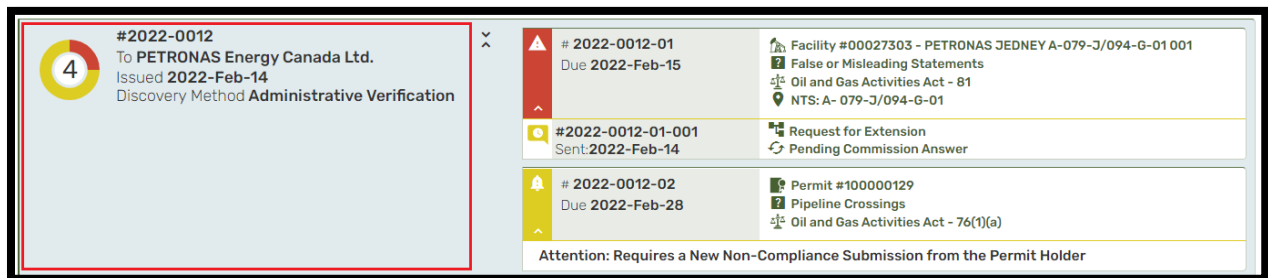 4
#2022-0012
To PETRONAS Energy Canada Ltd.
Issued 2022-Feb-14
Discovery Method Administrative Verification
# 2022-0012-01
Due 2022-Feb-15
Facility #00027303 - PETRONAS JEDNEY A-079-J/094-G-01 001
False or Misleading Statements
Oil and Gas Activities Act - 81
NTS: A- 079-J/094-G-01
#2022-0012-01-001
Sent:2022-Feb-14
Request for Extension
Pending Commission Answer
# 2022-0012-02
Due 2022-Feb-28
Permit #100000129
Pipeline Crossings
Oil and Gas Activities Act - 76(1)(a)
Attention: Requires a New Non-Compliance Submission from the Permit Holder